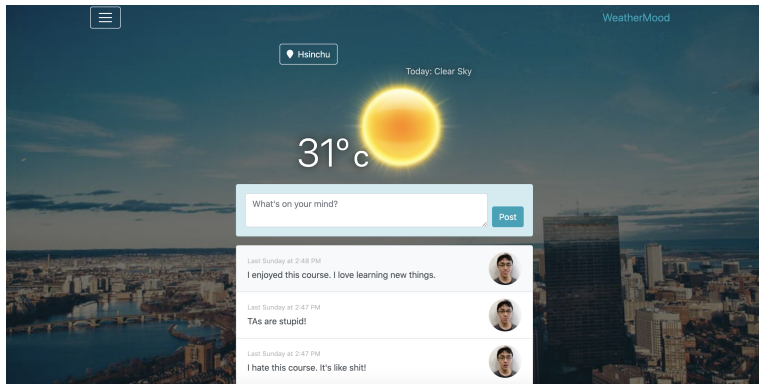 WeatherMood
Hsinchu
Today: Clear Sky
31° c
What's on your mind?
Post
Last Sunday at 2:48 PM
I enjoyed this course. I love learning new things.
Last Sunday at 2:47 PM
TAs are stupid!
Last Sunday at 2:47 PM
I hate this course. It's like shit!